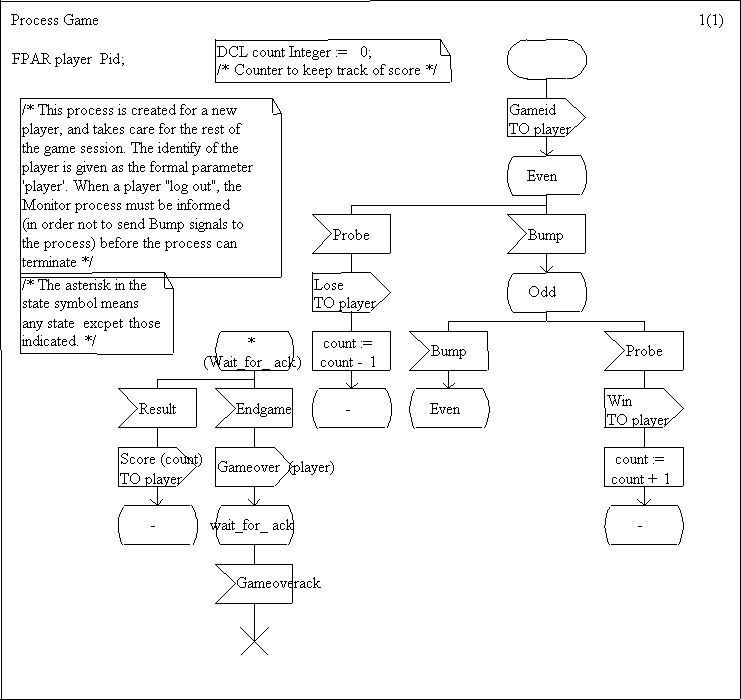 Process Game
1(1)
FPAR player Pid;
DCL count Integer := 0;
/* Counter to keep track of score */
/* This process is created for a new
player, and takes care for the rest of
the game session. The identify of the
player is given as the formal parameter
'player'. When a player "log out", the
Monitor process must be informed
(in order not to send Bump signals to
the process) before the process can
terminate */
/* The asterisk in the
state symbol means
any state excpet those
indicated. */
Gameid
TO player
Even
Probe
Bump
Lose
TO player
Odd
count :=
count - 1
-
*
(Wait_for_ ack)
Bump
Probe
Result
Endgame
Even
Win
TO player
Score (count)
TO player
Gameover (player)
count :=
count + 1
-
wait_for_ ack
-
Gameoverack